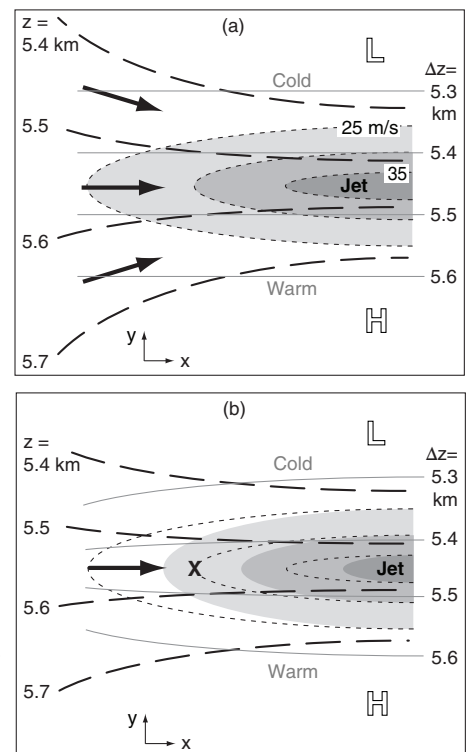 (a)
z =
5.4 km
L
Cold
Δz=
5.3
km
25 m/s
5.5
5.4
35
Jet
5.5
5.6
5.6
Warm
H
y
x
5.7
(b)
z =
5.4 km
L
Cold
Δz=
5.3
km
5.5
5.4
X
Jet
5.6
5.5
5.6
Warm
5.7
H
y
x